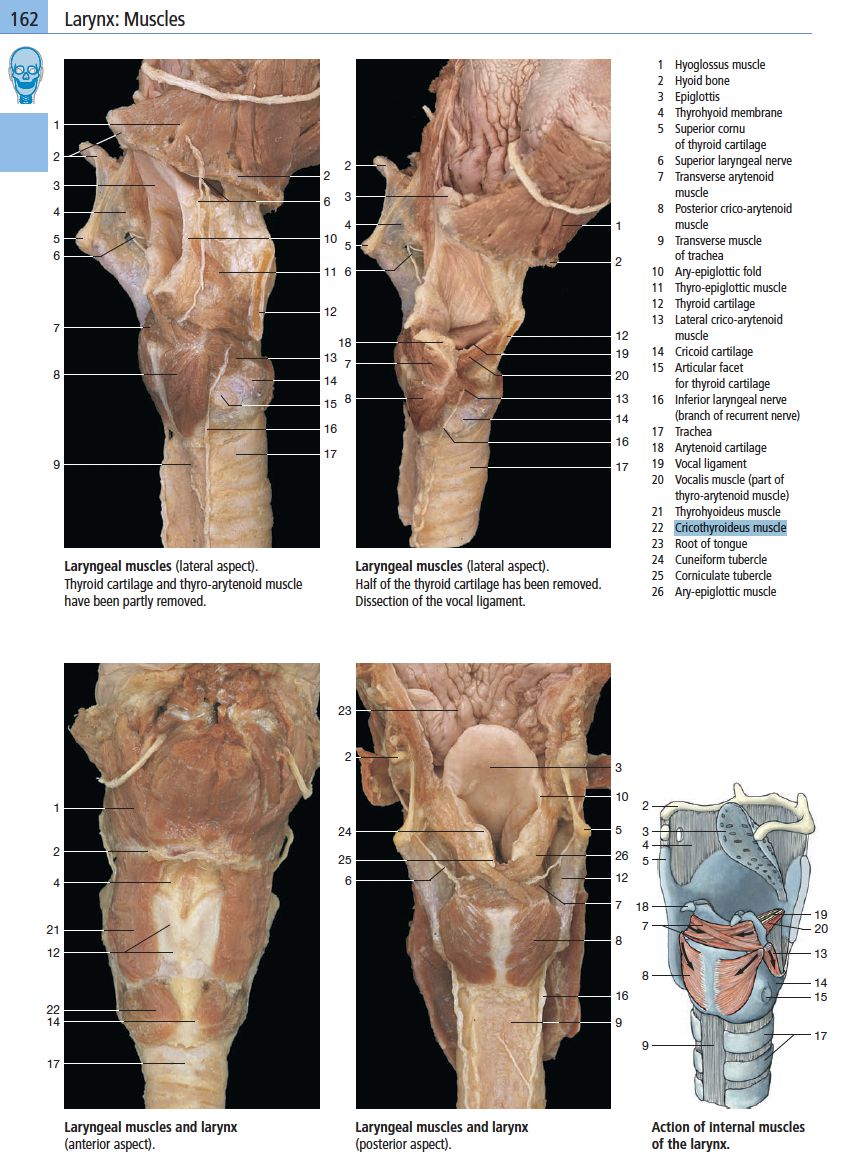 162 Larynx: Muscles
1
2
3
4
5
6
7
8
9
2
6
10
11
12
13
14
15
16
17
2
3
4
5
6
18
7
8
1
2
12
19
20
13
14
16
17
1 Hyoglossus muscle
2 Hyoid bone
3 Epiglottis
4 Thyrohyoid membrane
5 Superior cornu
of thyroid cartilage
6 Superior laryngeal nerve
7 Transverse arytenoid
muscle
8 Posterior crico-arytenoid
muscle
9 Transverse muscle
of trachea
10 Ary-epiglottic fold
11 Thyro-epiglottic muscle
12 Thyroid cartilage
13 Lateral crico-arytenoid
muscle
14 Cricoid cartilage
15 Articular facet
for thyroid cartilage
16 Inferior laryngeal nerve
(branch of recurrent nerve)
17 Trachea
18 Arytenoid cartilage
19 Vocal ligament
20 Vocalis muscle (part of
thyro-arytenoid muscle)
21 Thyrohyoideus muscle
22 Cricothyroideus muscle
23 Root of tongue
24 Cuneiform tubercle
25 Corniculate tubercle
26 Ary-epiglottic muscle
Laryngeal muscles (lateral aspect).
Thyroid cartilage and thyro-arytenoid muscle
have been partly removed.
Laryngeal muscles (lateral aspect).
Half of the thyroid cartilage has been removed.
Dissection of the vocal ligament.
1
2
4
21
12
22
14
17
23
2
24
25
6
3
10
5
26
12
7
8
16
9
2
3
4
5
18
7
8
9
19
20
13
14
15
17
Laryngeal muscles and larynx
(anterior aspect).
Laryngeal muscles and larynx
(posterior aspect).
Action of internal muscles
of the larynx.